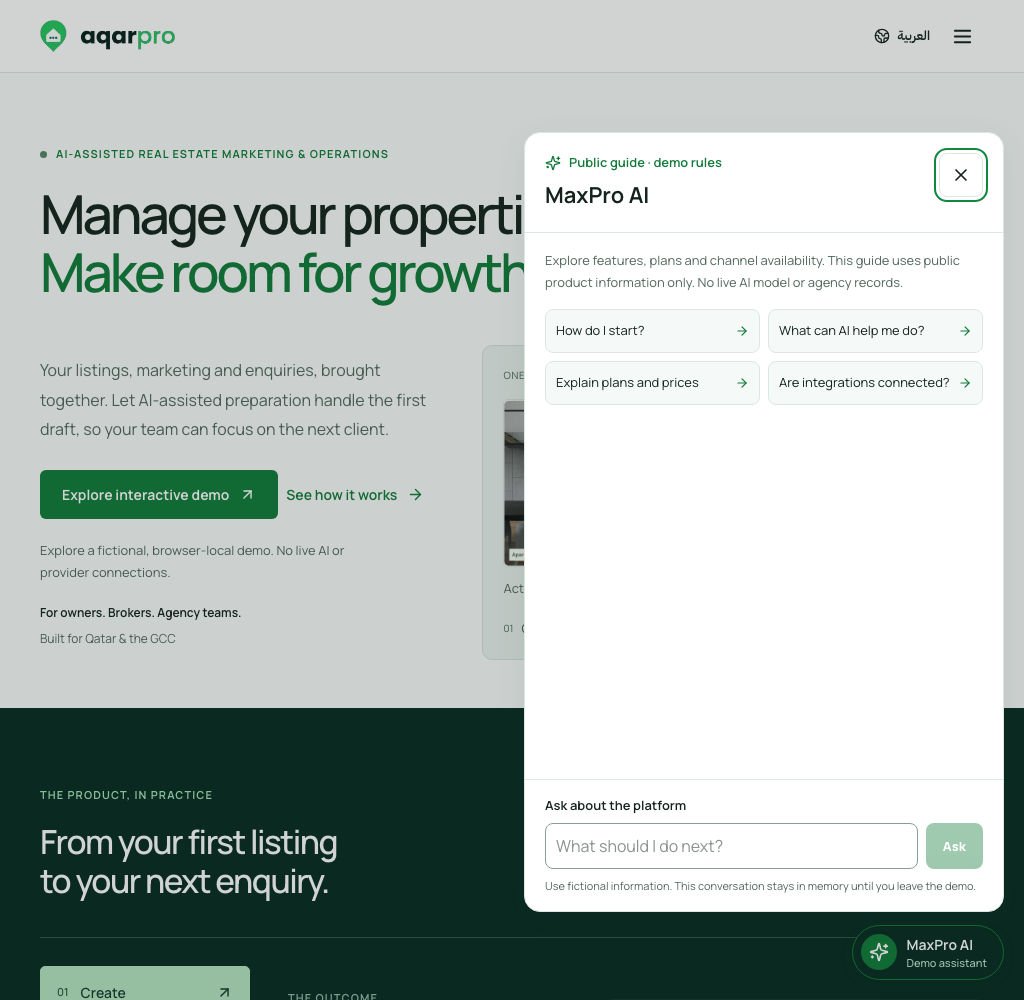 aqarpro
العربية
AI-ASSISTED REAL ESTATE MARKETING & OPERATIONS
Manage your properti
Make room for growth
Your listings, marketing and enquiries, brought
together. Let AI-assisted preparation handle the first
draft, so your team can focus on the next client.
Explore interactive demo
See how it works
Explore a fictional, browser-local demo. No live AI or
provider connections.
For owners. Brokers. Agency teams.
Built for Qatar & the GCC
ONE
Act
01
Public guide · demo rules
MaxPro AI
Explore features, plans and channel availability. This guide uses public
product information only. No live AI model or agency records.
How do I start?
What can AI help me do?
Explain plans and prices
Are integrations connected?
Ask about the platform
What should I do next?
Ask
Use fictional information. This conversation stays in memory until you leave the demo.
MaxPro AI
Demo assistant
THE PRODUCT, IN PRACTICE
From your first listing
to your next enquiry.
01 Create
THE OUTCOME